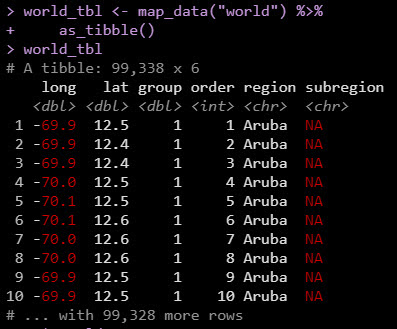 > world_tbl <- map_data("world") %>%
+     as_tibble()
> world_tbl
# A tibble: 99,338 x 6
    long   lat group order region subregion
   <dbl> <dbl> <dbl> <int> <chr>  <chr>
 1 -69.9  12.5     1     1 Aruba  NA
 2 -69.9  12.4     1     2 Aruba  NA
 3 -69.9  12.4     1     3 Aruba  NA
 4 -70.0  12.5     1     4 Aruba  NA
 5 -70.1  12.5     1     5 Aruba  NA
 6 -70.1  12.6     1     6 Aruba  NA
 7 -70.0  12.6     1     7 Aruba  NA
 8 -70.0  12.6     1     8 Aruba  NA
 9 -69.9  12.5     1     9 Aruba  NA
10 -69.9  12.5     1    10 Aruba  NA
# ... with 99,328 more rows